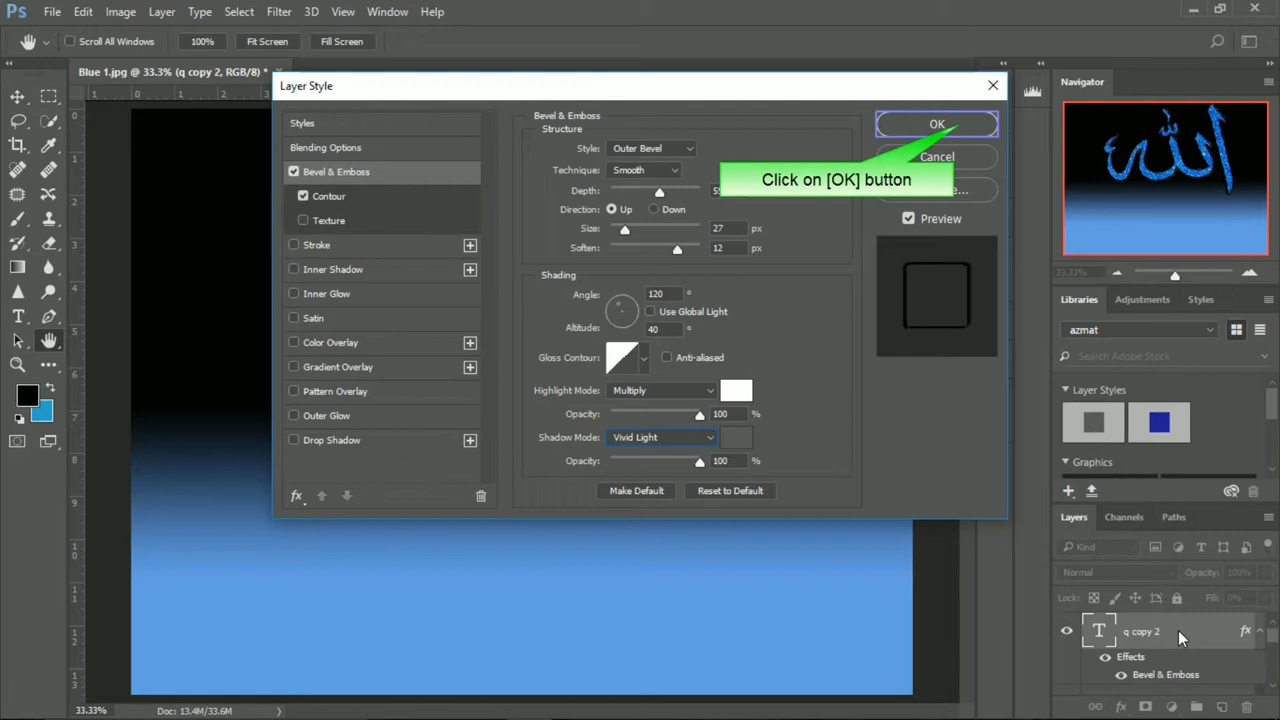 Ps File Edit Image Layer Type Select Filter 3D View Window Help
Scroll All Windows 100% Fit Screen Fill Screen
Blue 1.jpg @ 33.3% (q copy 2, RGB/8) *
Layer Style
Styles
Blending Options
Bevel & Emboss
Contour
Texture
Stroke
Inner Shadow
Inner Glow
Satin
Color Overlay
Gradient Overlay
Pattern Overlay
Outer Glow
Drop Shadow
fx
Bevel & Emboss
Structure
Style: Outer Bevel
Technique: Smooth
Depth:
Direction: Up Down
Size: 27 px
Soften: 12 px
Shading
Angle: 120 °
Use Global Light
Altitude: 40 °
Gloss Contour: Anti-aliased
Highlight Mode: Multiply
Opacity: 100 %
Shadow Mode: Vivid Light
Opacity: 100 %
Make Default Reset to Default
OK
Cancel
Click on [OK] button
Preview
Navigator
الله
33.33%
Libraries Adjustments Styles
azmat
Search Adobe Stock
Layer Styles
Graphics
Layers Channels Paths
Kind
Normal Opacity: 100%
Lock: Fill: 0%
T q copy 2 fx
Effects
Bevel & Emboss
33.33% Doc: 13.4M/33.6M